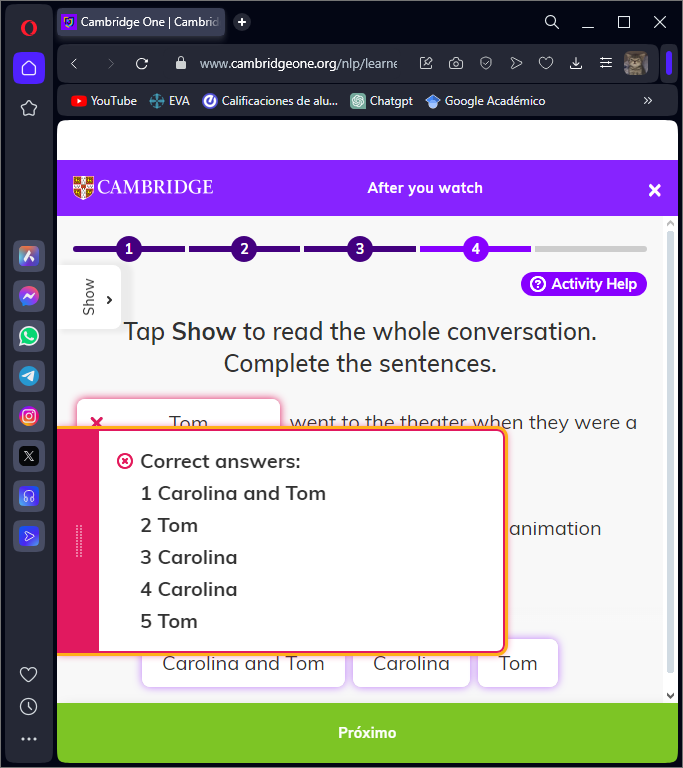 Cambridge One | Cambrid
www.cambridgeone.org/nlp/learne
YouTube
EVA
Calificaciones de alu...
Chatgpt
Google Académico
CAMBRIDGE
After you watch
1
2
3
4
Show
Activity Help
Tap Show to read the whole conversation.
Complete the sentences.
Tom went to the theater when they were a
Correct answers:
1 Carolina and Tom
2 Tom
3 Carolina
4 Carolina
5 Tom
animation
Carolina and Tom
Carolina
Tom
Próximo